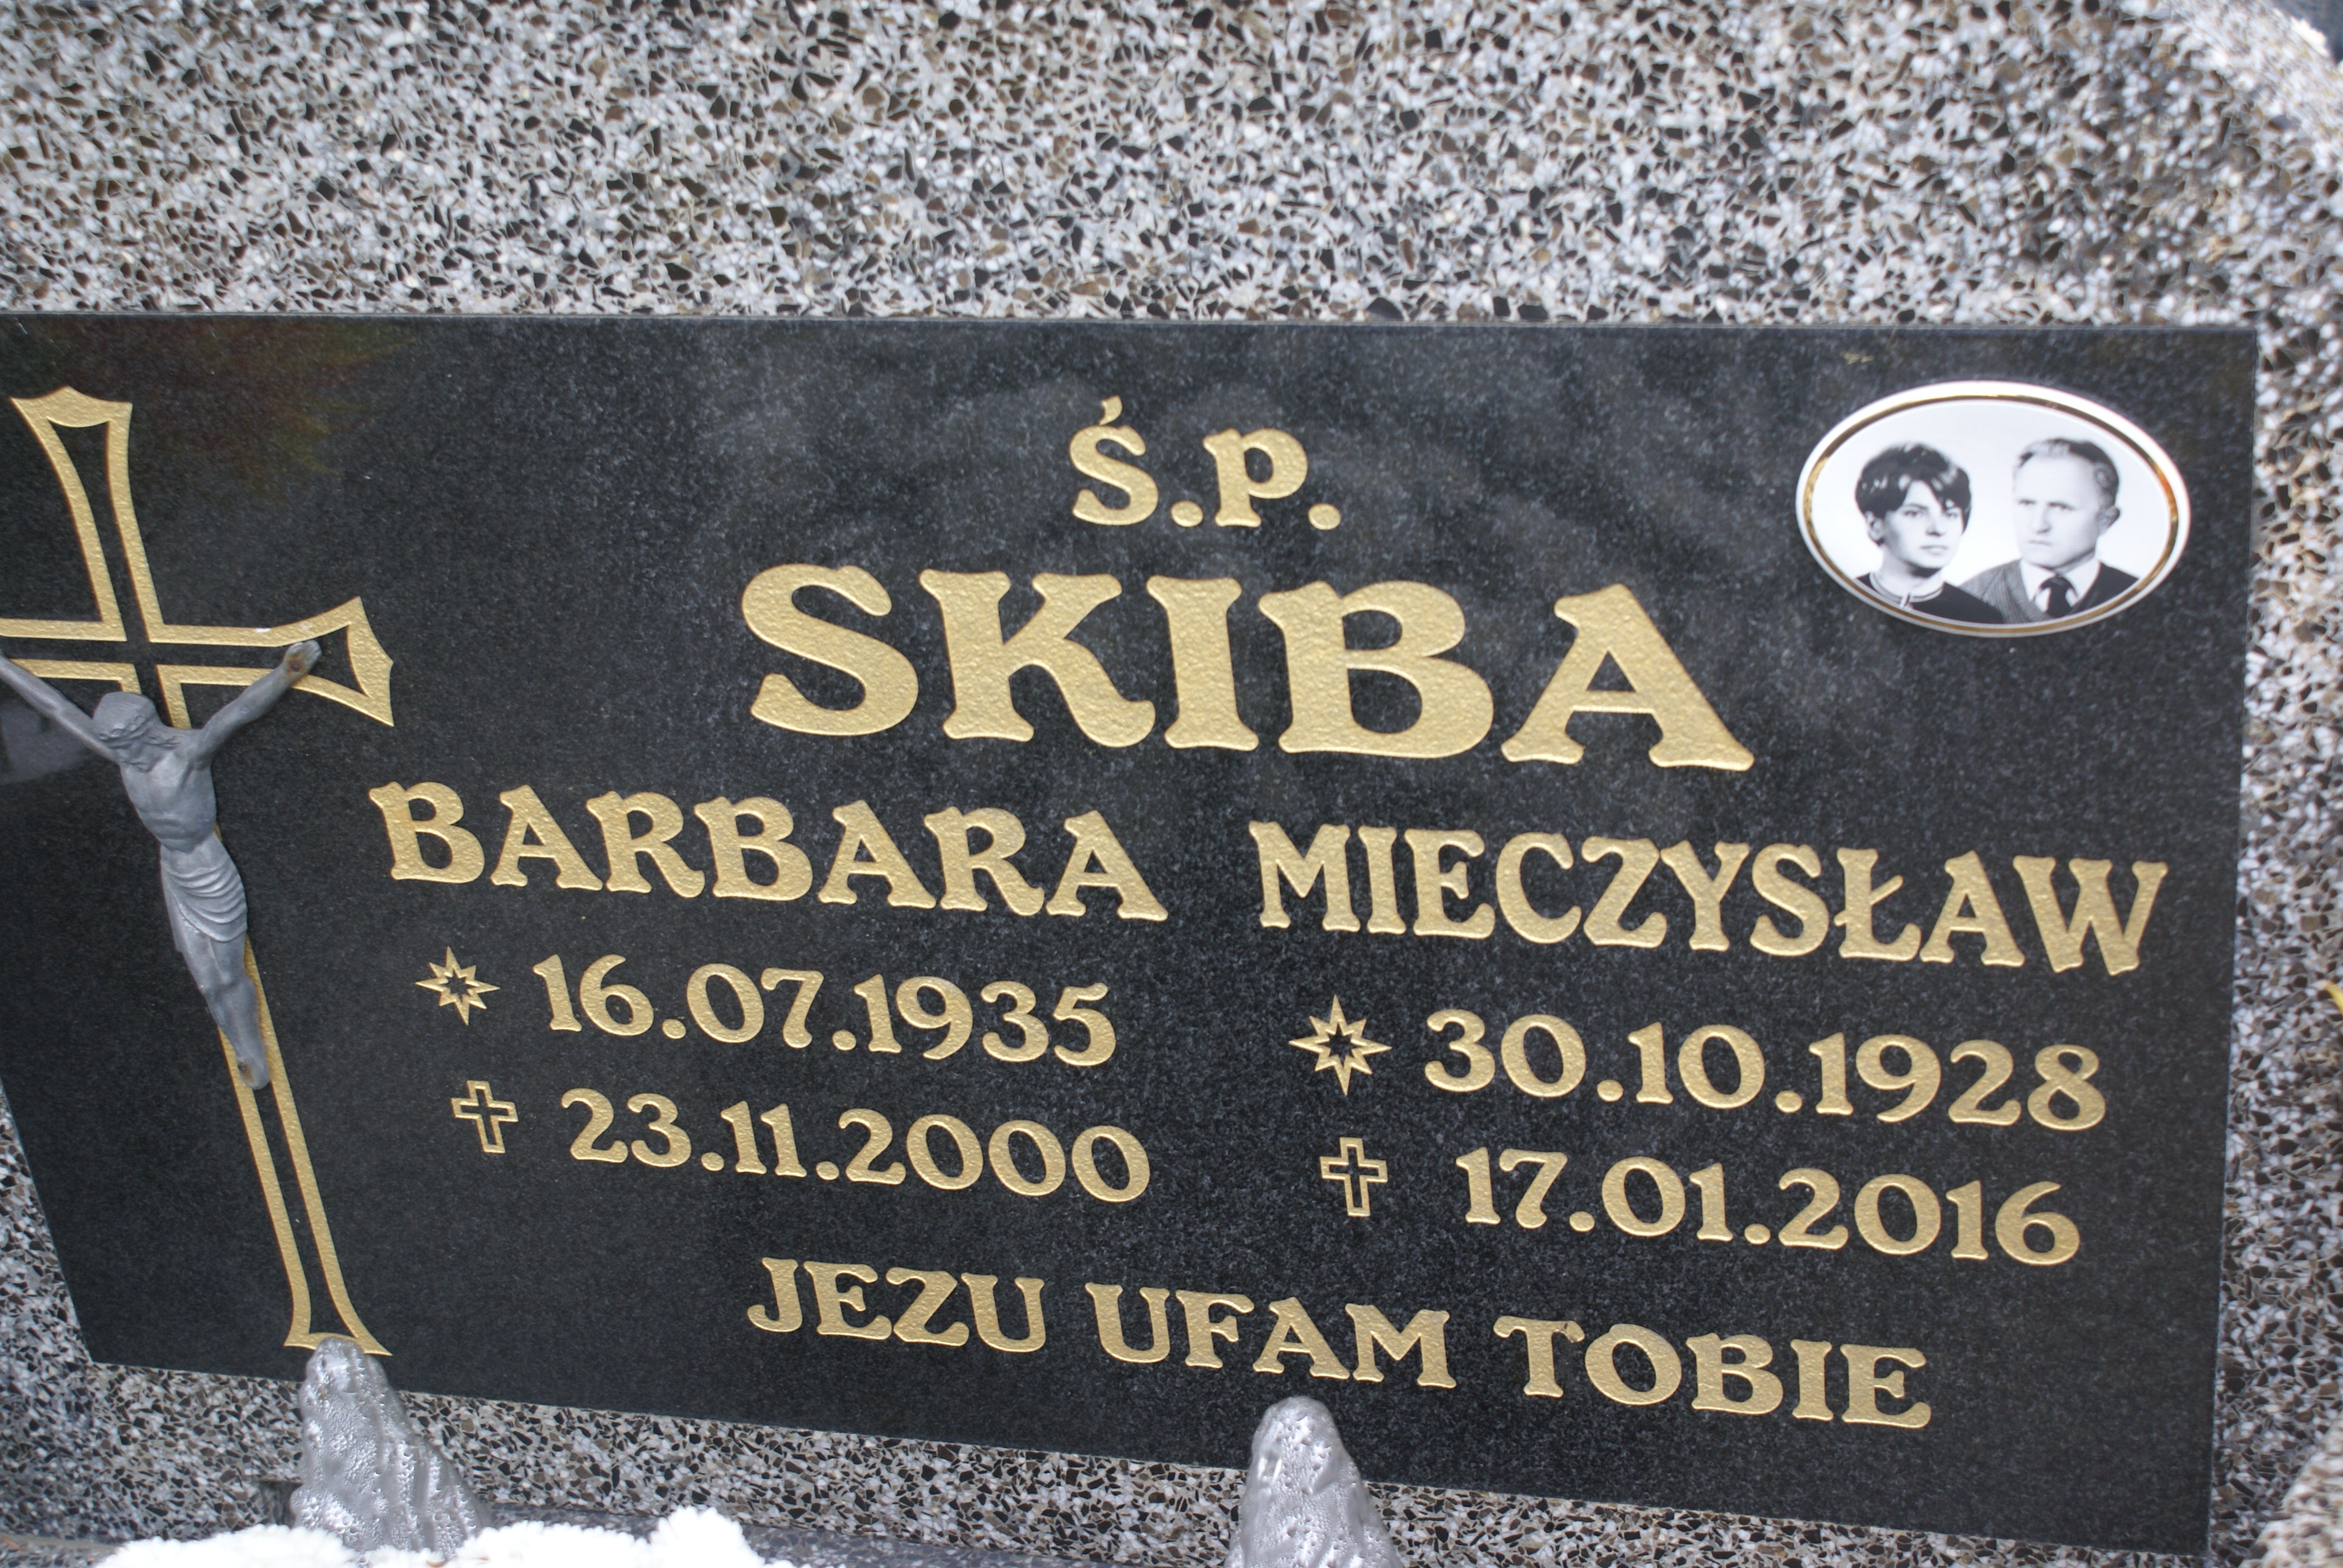 Ś.P.
SKIBA
BARBARA MIECZYSŁAW
16.07.1935 30.10.1928
23.11.2000 17.01.2016
JEZU UFAM TOBIE